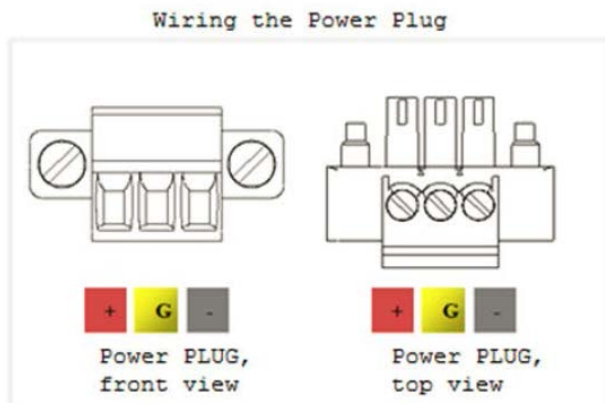 Wiring the Power Plug
+ G -
+ G -
Power PLUG,
front view
Power PLUG,
top view